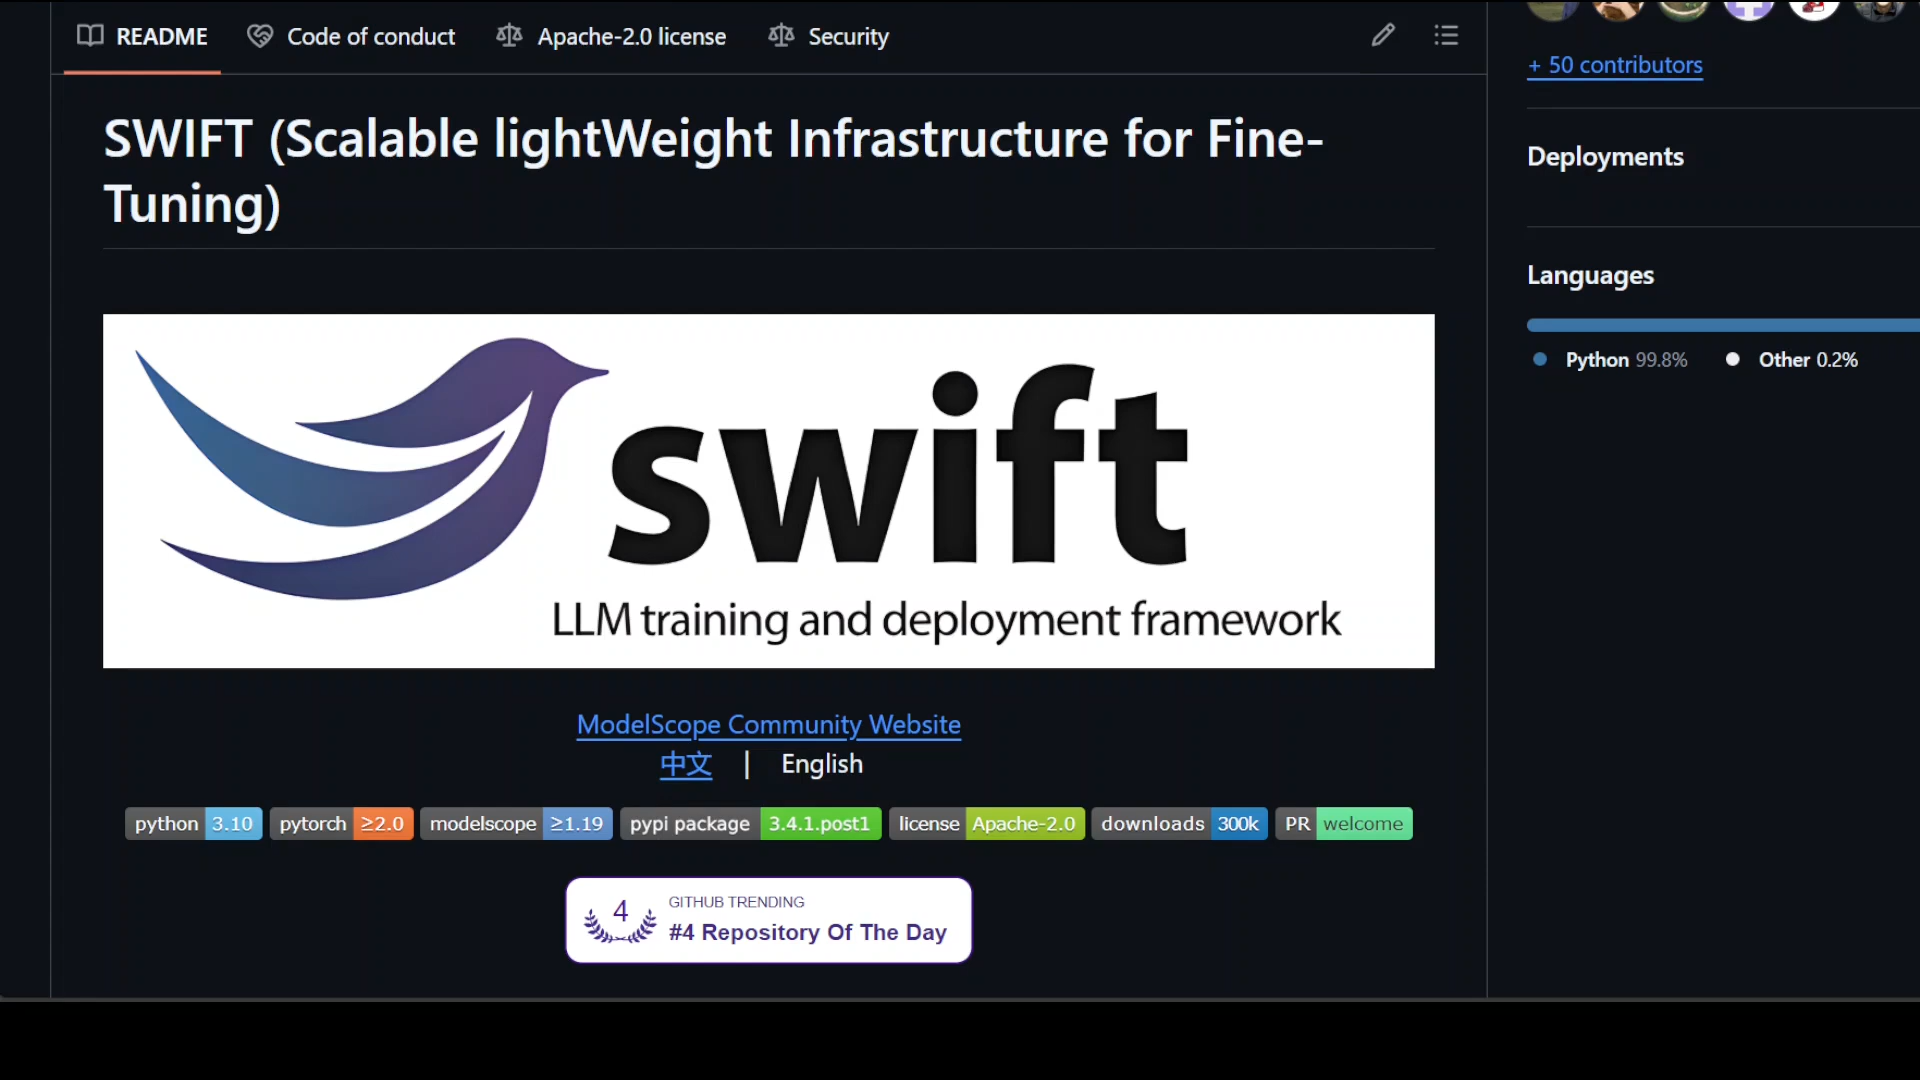 README
Code of conduct
Apache-2.0 license
Security
SWIFT (Scalable lightWeight Infrastructure for Fine-
Tuning)
swift
LLM training and deployment framework
ModelScope Community Website
中文 | English
python 3.10
pytorch ≥2.0
modelscope ≥1.19
pypi package 3.4.1.post1
license Apache-2.0
downloads 300k
PR welcome
4
GITHUB TRENDING
#4 Repository Of The Day
+ 50 contributors
Deployments
Languages
Python 99.8%
Other 0.2%